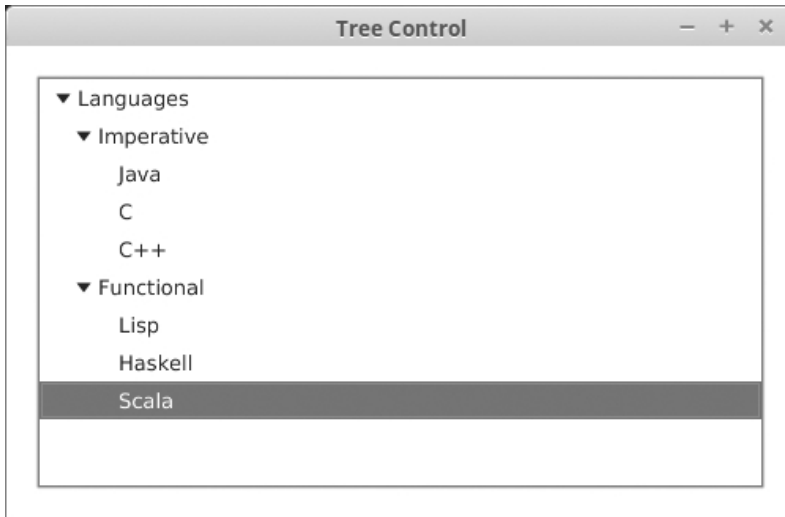 Tree Control
Languages
Imperative
Java
C
C++
Functional
Lisp
Haskell
Scala